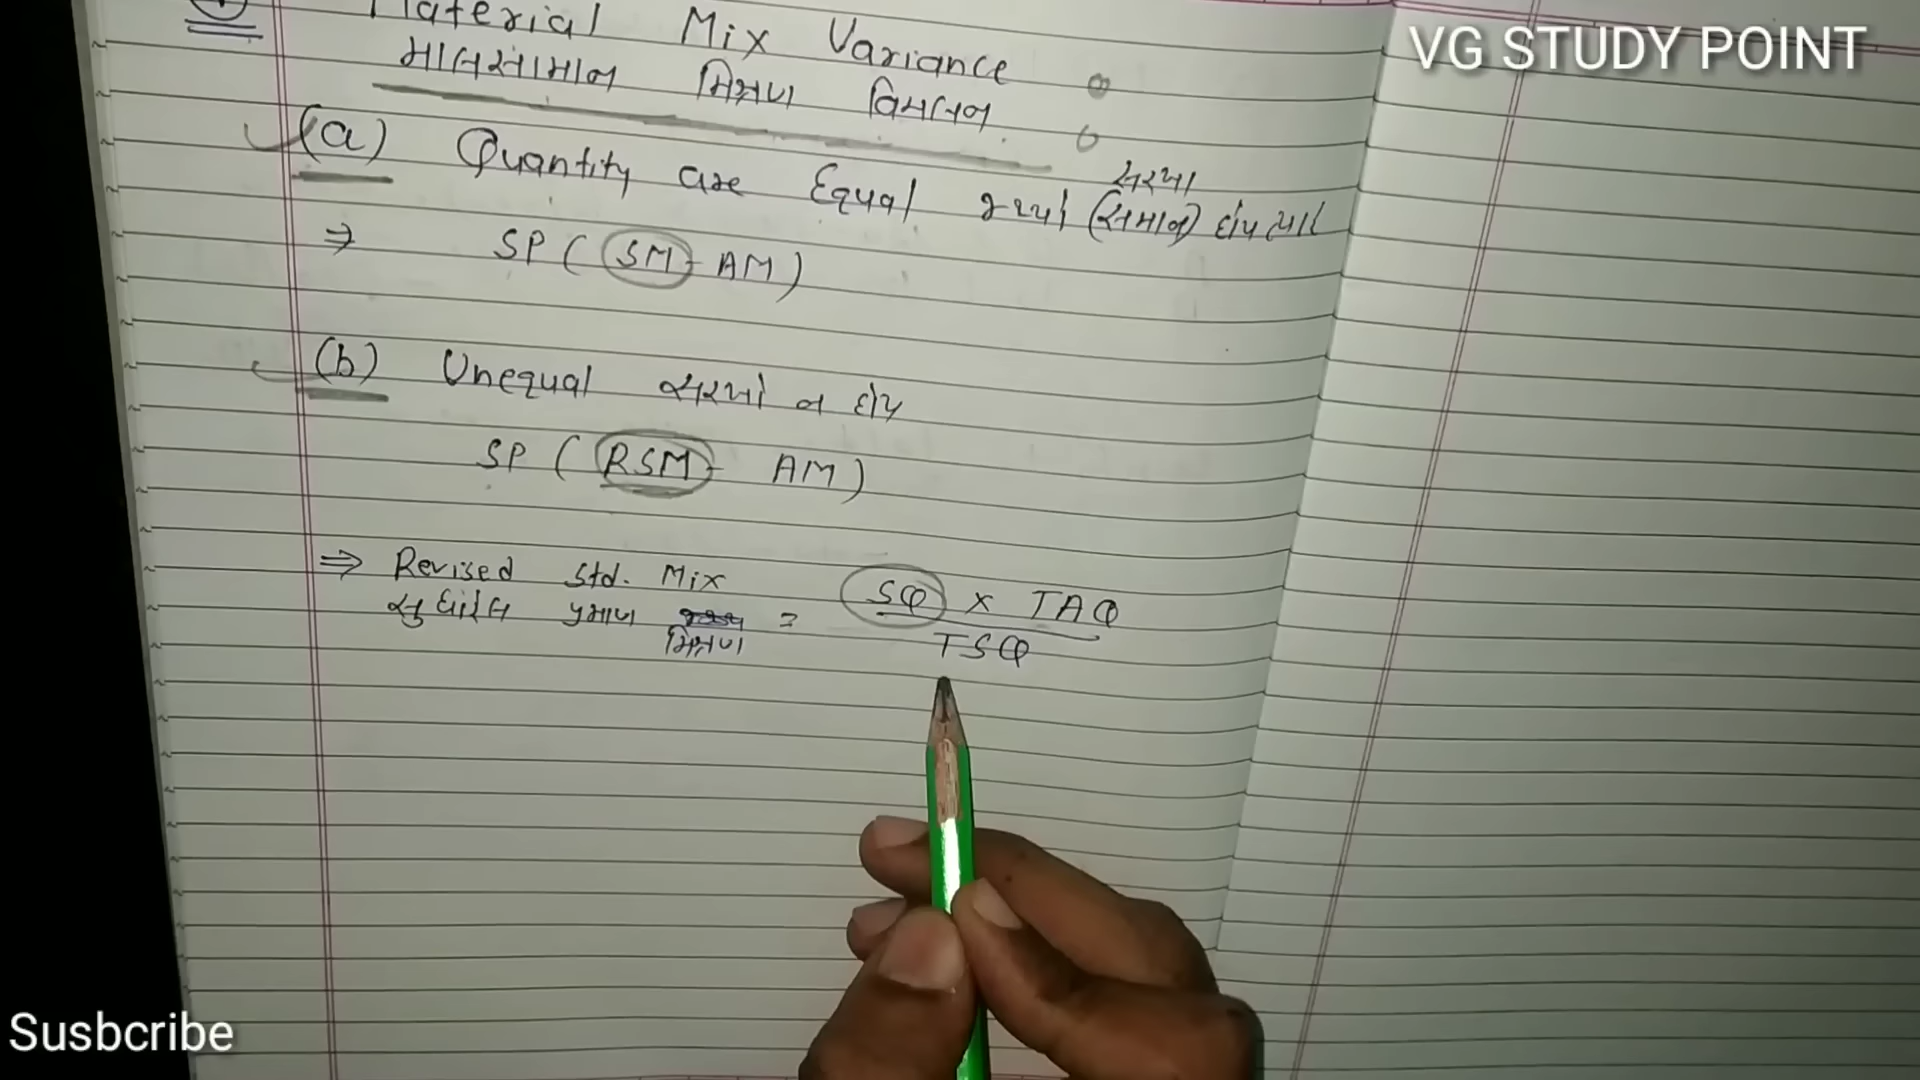 VG STUDY POINT
Material Mix Variance
માલસામાન મિશ્રણ વિચલન
(a) Quantity are Equal જથ્થો (સમાન) હોય ત્યારે
સરખા
⇒ SP ( SM - AM )
(b) Unequal સરખો ન હોય
SP ( RSM - AM )
⇒ Revised Std. Mix = SQ x TAQ
સુધારેલ પ્રમાણ
મિશ્રણ
TSQ
Susbcribe